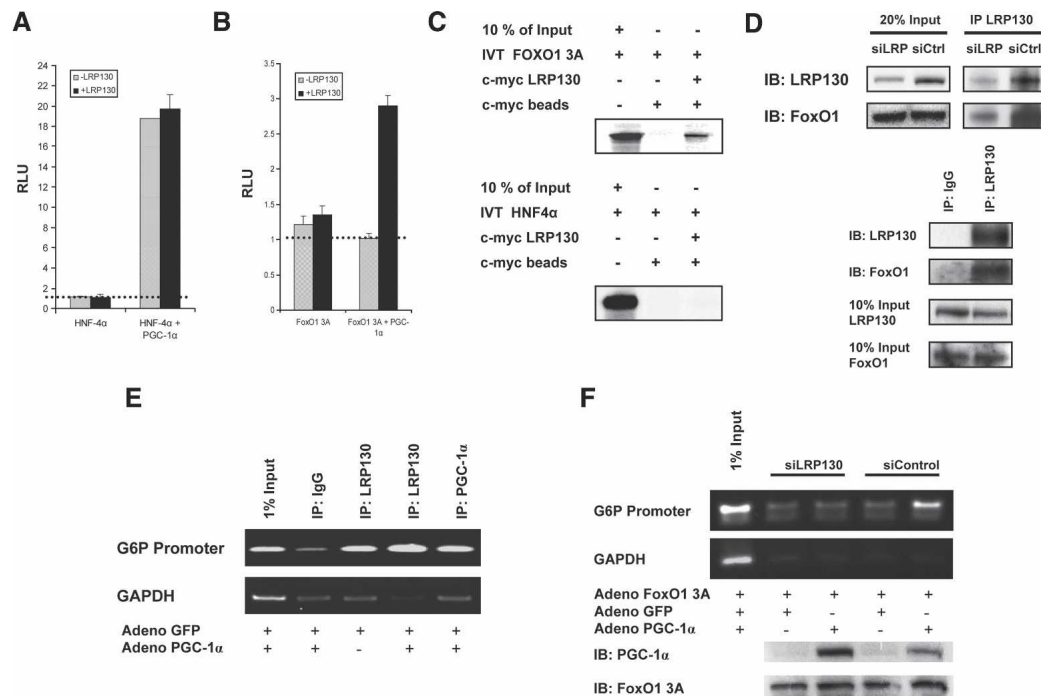 A
-LRP130
+LRP130
RLU
24
22
20
18
16
14
12
10
8
6
4
2
0
HNF-4α
HNF-4α + PGC-1α
B
-LRP130
+LRP130
RLU
3.5
3
2.5
2
1.5
1
.5
0
FoxO1 3A
FoxO1 3A + PGC-1α
C
10 % of Input + - -
IVT FOXO1 3A + + +
c-myc LRP130 - - +
c-myc beads - + +
10 % of Input + - -
IVT HNF4α + + +
c-myc LRP130 - - +
c-myc beads - + +
D
20% Input IP LRP130
siLRP siCtrl siLRP siCtrl
IB: LRP130
IB: FoxO1
IP: IgG
IP: LRP130
IB: LRP130
IB: FoxO1
10% Input
LRP130
10% Input
FoxO1
E
1% Input
IP: IgG
IP: LRP130
IP: LRP130
IP: PGC-1α
G6P Promoter
GAPDH
Adeno GFP + + + + +
Adeno PGC-1α + + - + +
F
1% Input
siLRP130 siControl
G6P Promoter
GAPDH
Adeno FoxO1 3A + + + + +
Adeno GFP + + - + -
Adeno PGC-1α + - + - +
IB: PGC-1α
IB: FoxO1 3A